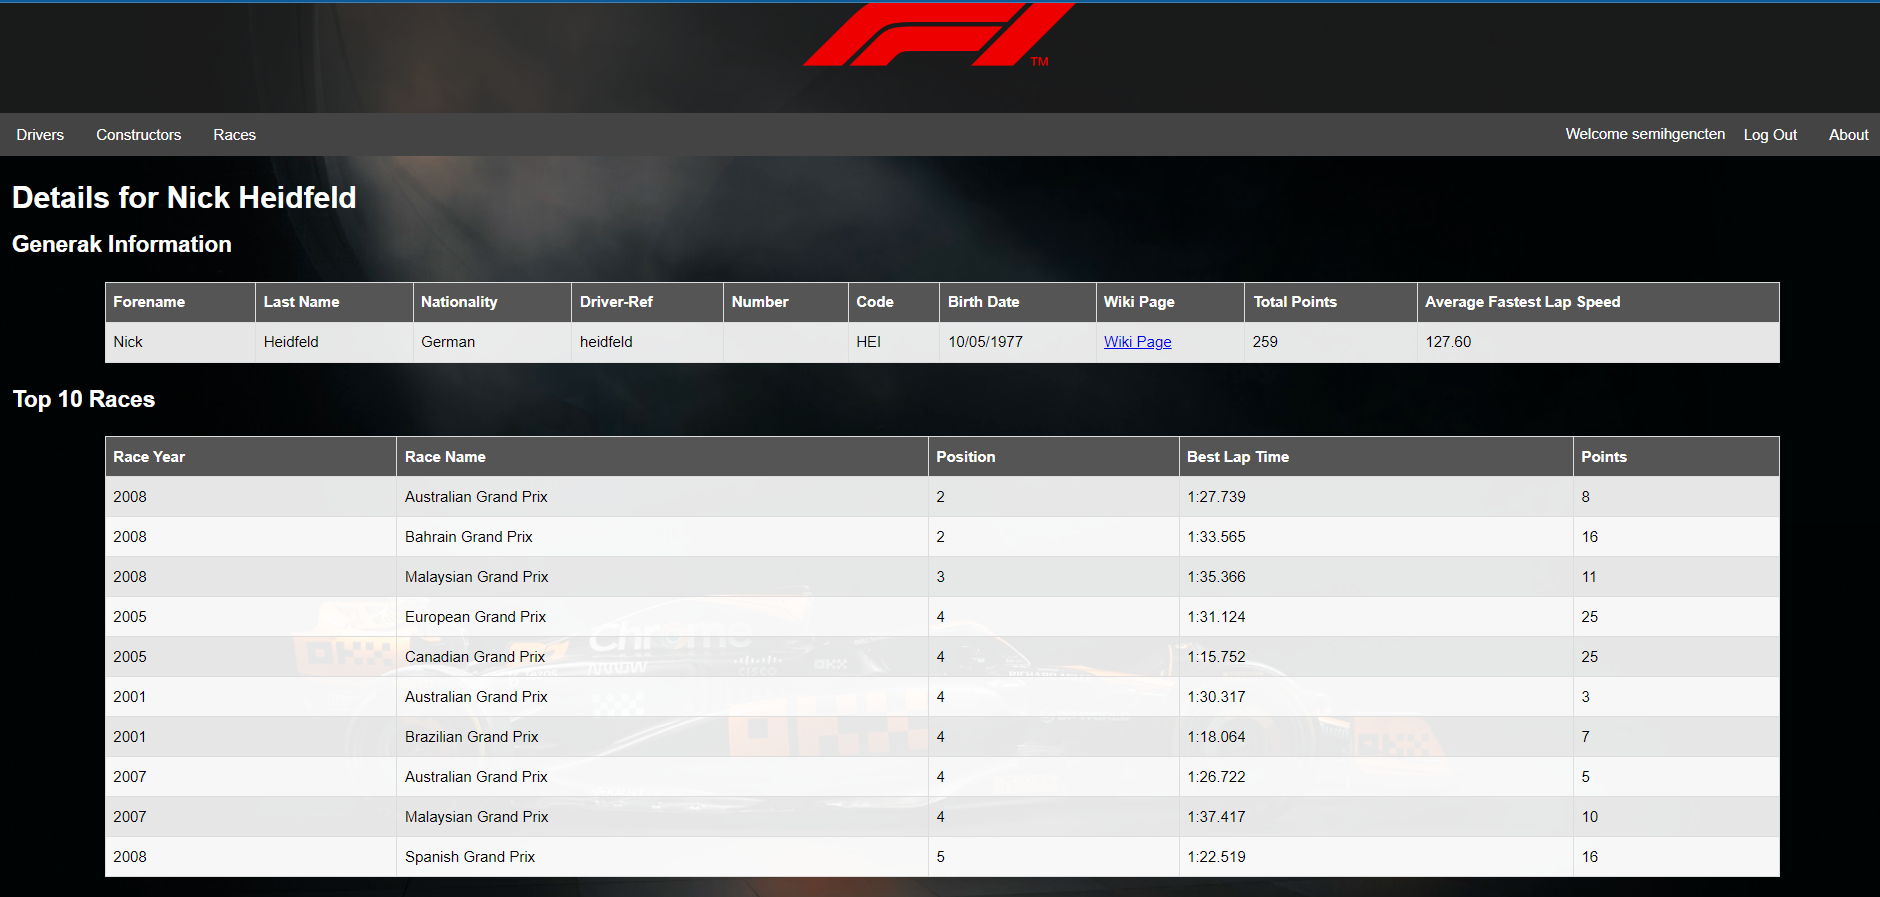 F1 TM
Drivers Constructors Races Welcome semihgencten Log Out About
Details for Nick Heidfeld
Generak Information
Forename Last Name Nationality Driver-Ref Number Code Birth Date Wiki Page Total Points Average Fastest Lap Speed
Nick Heidfeld German heidfeld HEI 10/05/1977 Wiki Page 259 127.60
Top 10 Races
Race Year Race Name Position Best Lap Time Points
2008 Australian Grand Prix 2 1:27.739 8
2008 Bahrain Grand Prix 2 1:33.565 16
2008 Malaysian Grand Prix 3 1:35.366 11
2005 European Grand Prix 4 1:31.124 25
chrome
2005 Canadian Grand Prix 4 1:15.752 25
OKX
cisco
2001 Australian Grand Prix 4 1:30.317 3
2001 Brazilian Grand Prix 4 1:18.064 7
OKX
2007 Australian Grand Prix 4 1:26.722 5
2007 Malaysian Grand Prix 4 1:37.417 10
2008 Spanish Grand Prix 5 1:22.519 16